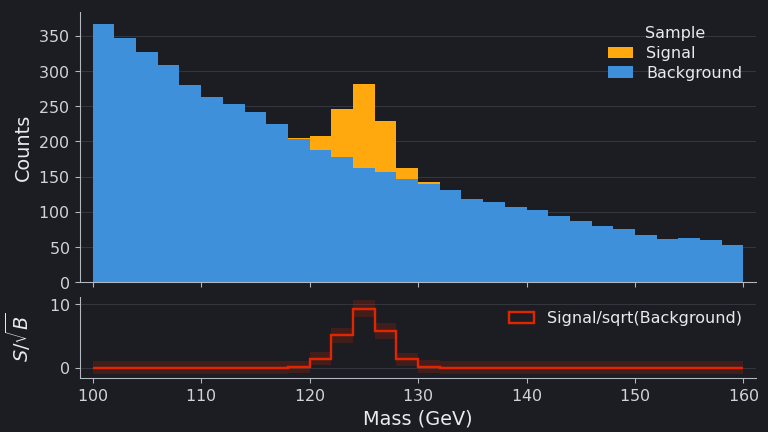 350
300
250
200
150
100
50
0
Counts
Sample
Signal
Background
10
0
S/√B
Signal/sqrt(Background)
100 110 120 130 140 150 160
Mass (GeV)